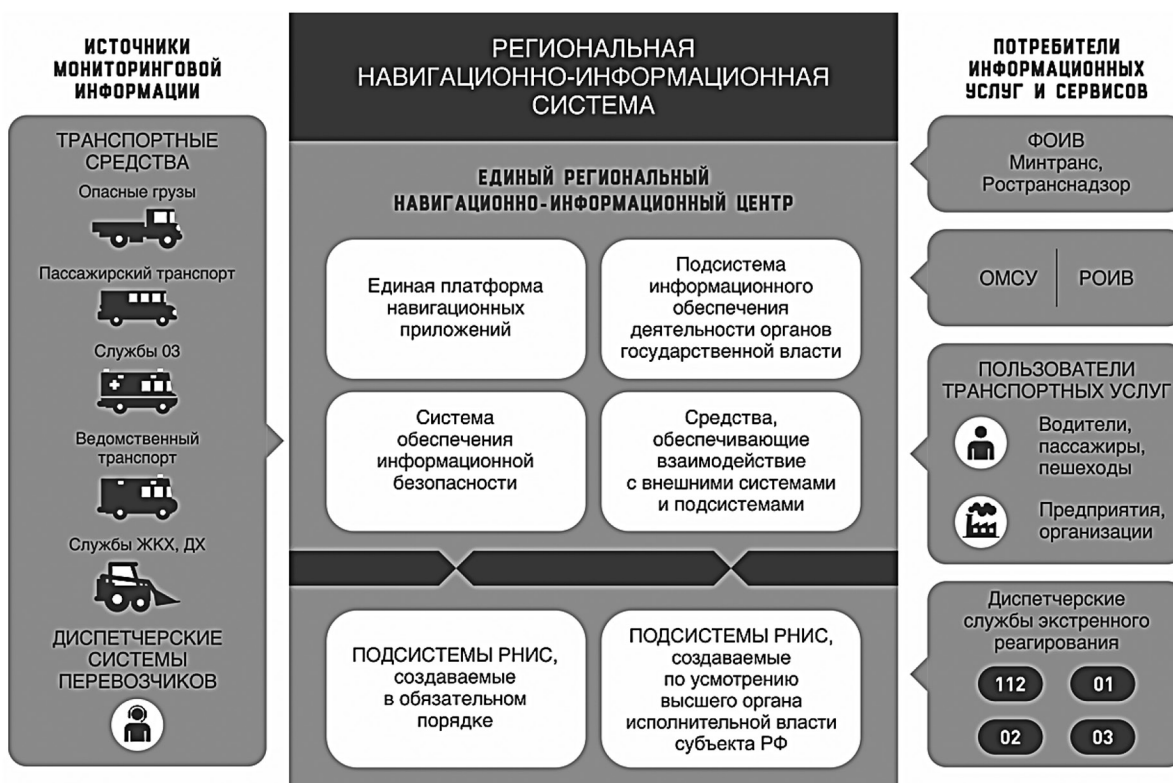 ИСТОЧНИКИ
МОНИТОРИНГОВОЙ
ИНФОРМАЦИИ
ТРАНСПОРТНЫЕ
СРЕДСТВА
Опасные грузы
Пассажирский транспорт
Службы 03
Ведомственный
транспорт
Службы ЖКХ, ДХ
ДИСПЕТЧЕРСКИЕ
СИСТЕМЫ
ПЕРЕВОЗЧИКОВ
РЕГИОНАЛЬНАЯ
НАВИГАЦИОННО-ИНФОРМАЦИОННАЯ
СИСТЕМА
ЕДИНЫЙ РЕГИОНАЛЬНЫЙ
НАВИГАЦИОННО-ИНФОРМАЦИОННЫЙ ЦЕНТР
Единая платформа
навигационных
приложений
Подсистема
информационного
обеспечения
деятельности органов
государственной власти
Система
обеспечения
информационной
безопасности
Средства,
обеспечивающие
взаимодействие
с внешними системами
и подсистемами
ПОДСИСТЕМЫ РНИС,
создаваемые
в обязательном
порядке
ПОДСИСТЕМЫ РНИС,
создаваемые
по усмотрению
высшего органа
исполнительной власти
субъекта РФ
ПОТРЕБИТЕЛИ
ИНФОРМАЦИОННЫХ
УСЛУГ И СЕРВИСОВ
ФОИВ
Минтранс,
Ространснадзор
ОМСУ РОИВ
ПОЛЬЗОВАТЕЛИ
ТРАНСПОРТНЫХ УСЛУГ
Водители,
пассажиры,
пешеходы
Предприятия,
организации
Диспетчерские
службы экстренного
реагирования
112 01
02 03